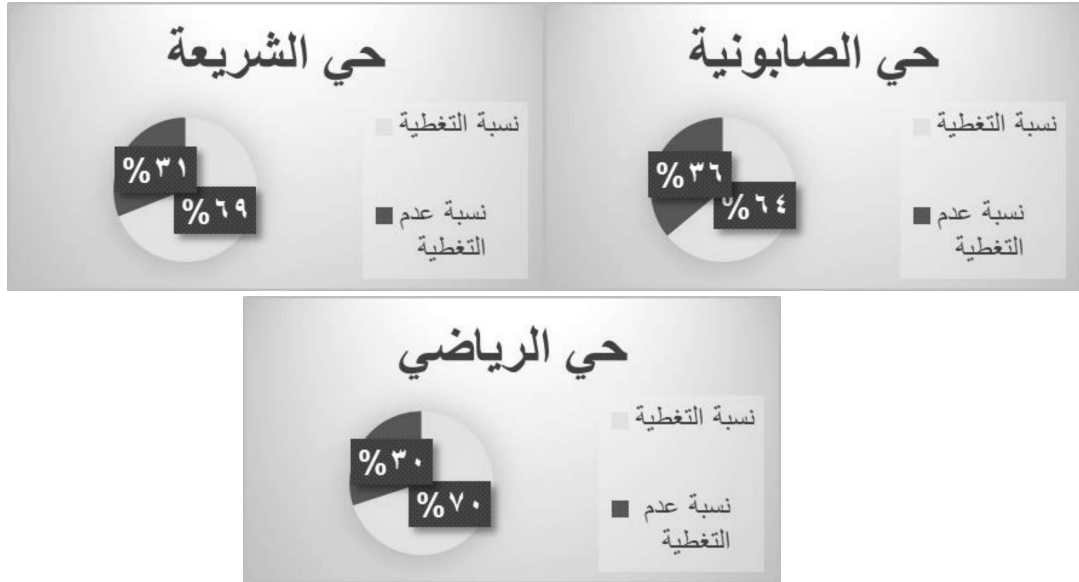 حي الصابونية
نسبة التغطية
نسبة عدم
التغطية
%٣٦
%٦٤
حي الشريعة
نسبة التغطية
نسبة عدم
التغطية
%٣١
%٦٩
حي الرياضي
نسبة التغطية
نسبة عدم
التغطية
%٣٠
%٧٠